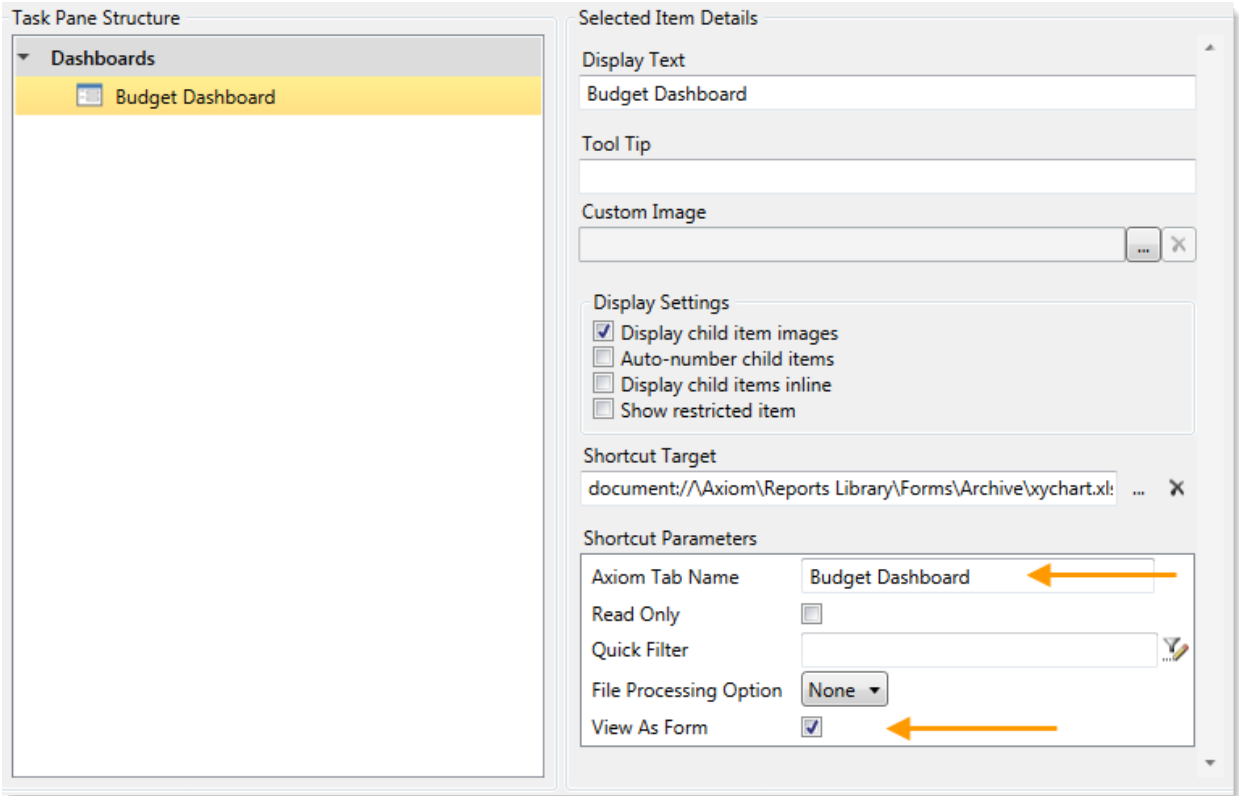 Task Pane Structure
Dashboards
Budget Dashboard
Selected Item Details
Display Text
Budget Dashboard
Tool Tip
Custom Image
...
Display Settings
Display child item images
Auto-number child items
Display child items inline
Show restricted item
Shortcut Target
document://\Axiom\Reports Library\Forms\Archive\xychart.xls ...
Shortcut Parameters
Axiom Tab Name Budget Dashboard
Read Only
Quick Filter
File Processing Option None
View As Form